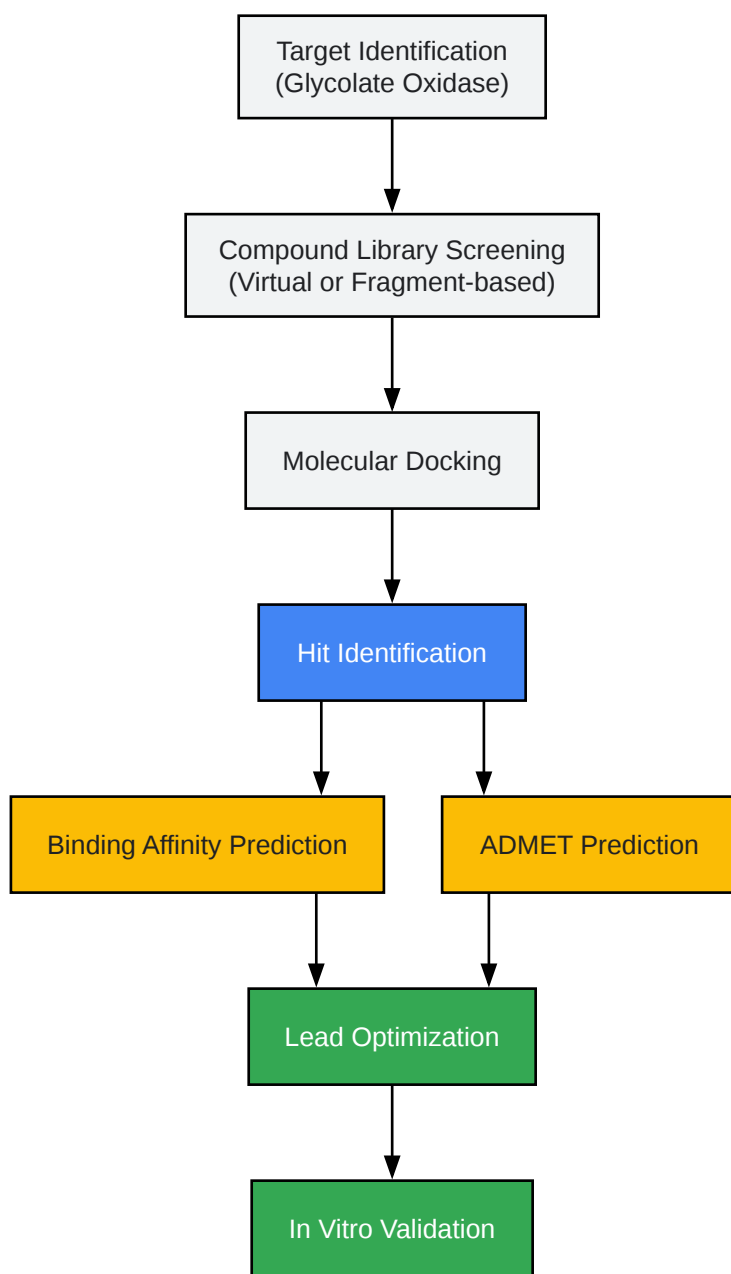 Target Identification
(Glycolate Oxidase)
Compound Library Screening
(Virtual or Fragment-based)
Molecular Docking
Hit Identification
Binding Affinity Prediction
ADMET Prediction
Lead Optimization
In Vitro Validation